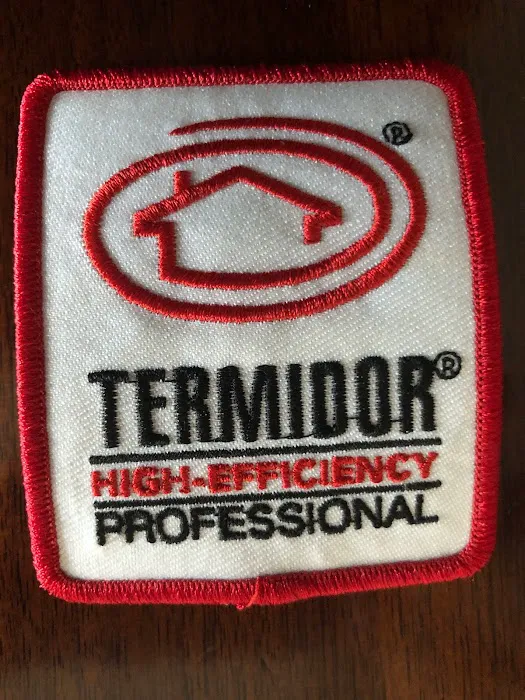 ®
TERMIDOR®
HIGH-EFFICIENCY
PROFESSIONAL